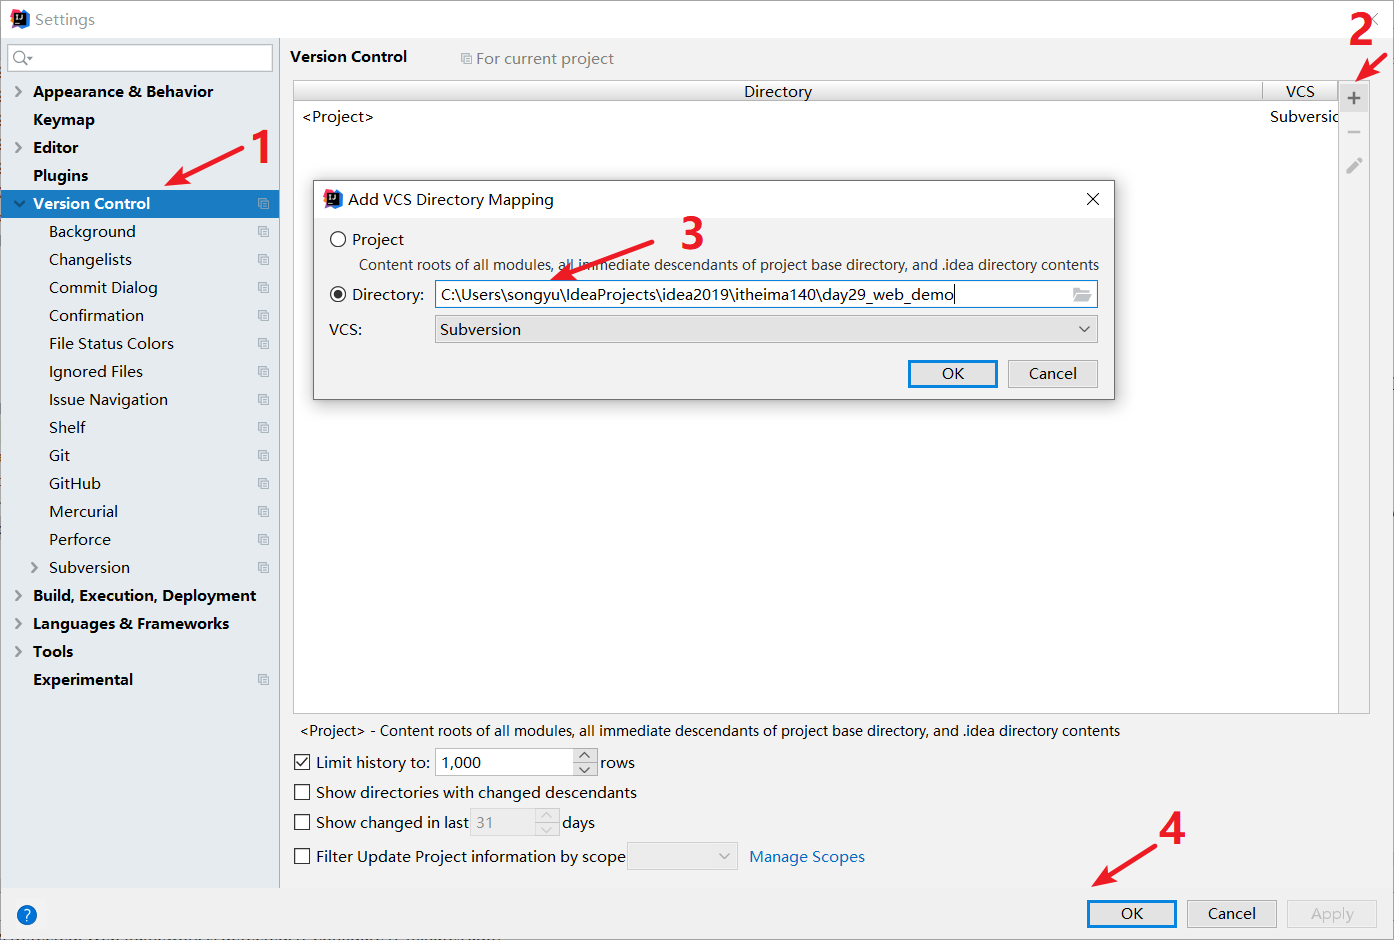 Settings
2
Version Control
For current project
Appearance & Behavior
Keymap
Editor
Plugins
Version Control
Background
Changelists
Commit Dialog
Confirmation
File Status Colors
Ignored Files
Issue Navigation
Shelf
Git
GitHub
Mercurial
Perforce
Subversion
Build, Execution, Deployment
Languages & Frameworks
Tools
Experimental
1
Directory
VCS
<Project>
Subversio
Add VCS Directory Mapping
3
Project
Content roots of all modules, all immediate descendants of project base directory, and .idea directory contents
Directory:
C:\Users\songyu\IdeaProjects\idea2019\itheima140\day29_web_demo
VCS:
Subversion
OK
Cancel
<Project> - Content roots of all modules, all immediate descendants of project base directory, and .idea directory contents
Limit history to: 1,000 rows
Show directories with changed descendants
Show changed in last 31 days
Filter Update Project information by scope
Manage Scopes
4
?
OK
Cancel
Apply